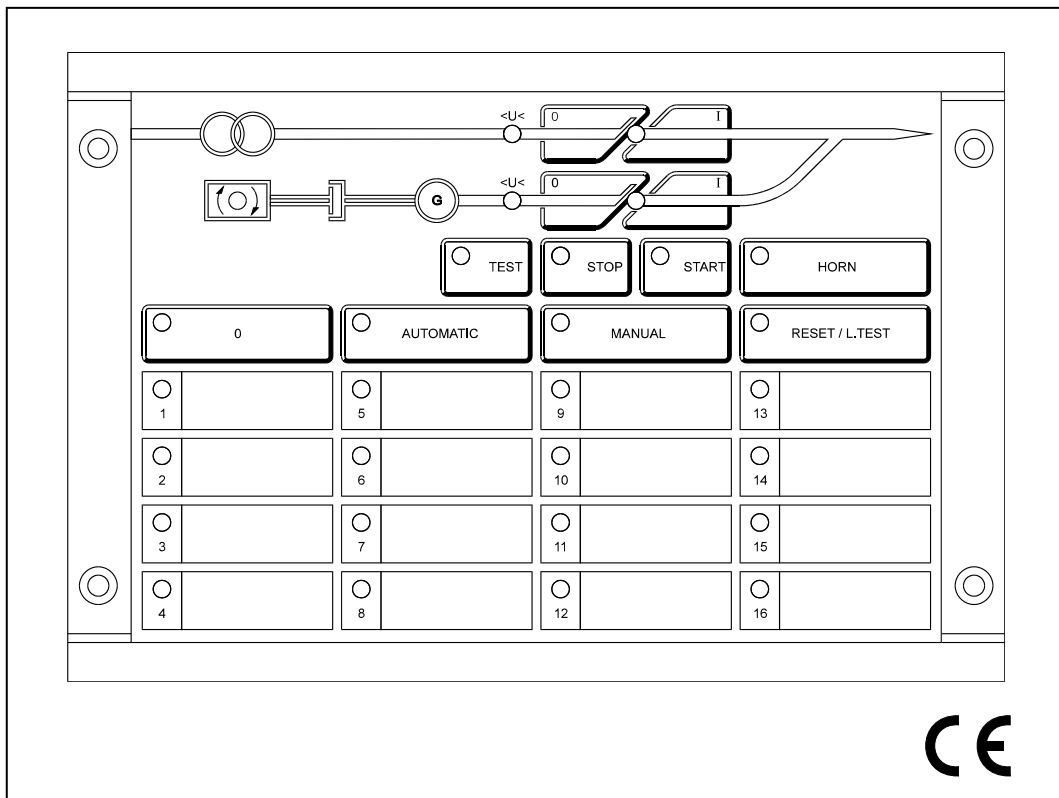 <U< 0 I
G <U< 0 I
TEST STOP START HORN
0 AUTOMATIC MANUAL RESET / L.TEST
1 5 9 13
2 6 10 14
3 7 11 15
4 8 12 16
CE